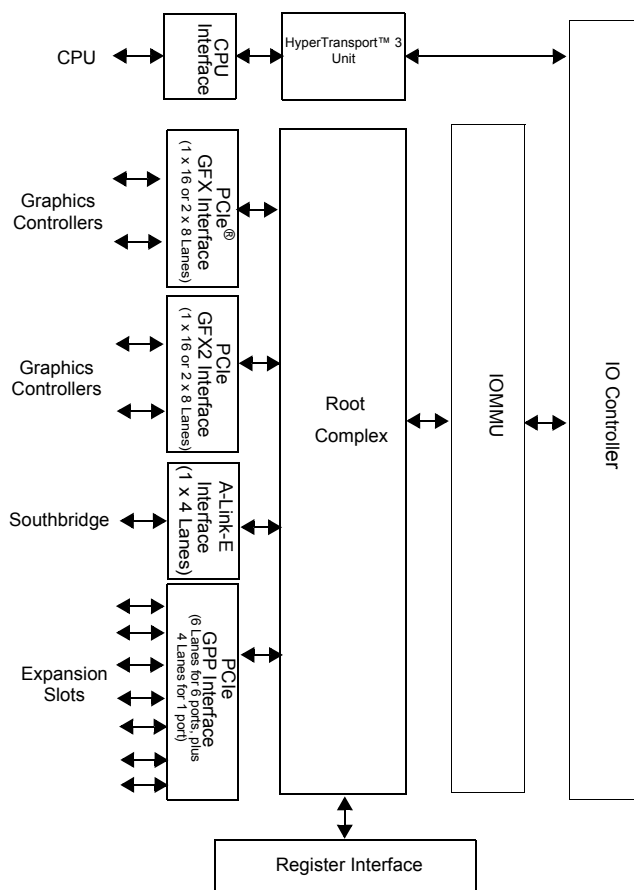 CPU
CPU
Interface
HyperTransport™ 3
Unit
Graphics
Controllers
PCIe®
GFX Interface
(1 x 16 or 2 x 8 Lanes)
Graphics
Controllers
PCIe
GFX2 Interface
(1 x 16 or 2 x 8 Lanes)
Southbridge
A-Link-E
Interface
(1 x 4 Lanes)
Expansion
Slots
PCIe
GPP Interface
(6 Lanes for 6 ports, plus
4 Lanes for 1 port)
Root
Complex
IOMMU
IO Controller
Register Interface